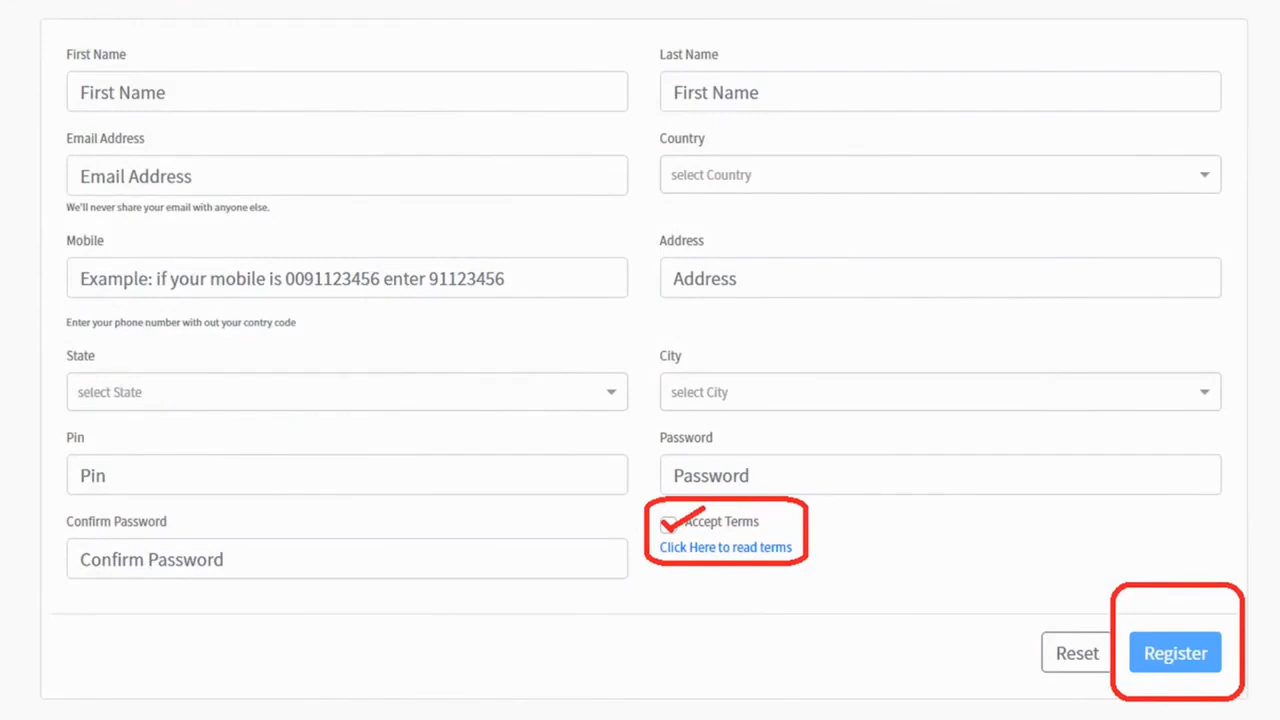 First Name
Last Name
First Name
First Name
Email Address
Country
Email Address
select Country
We'll never share your email with anyone else.
Mobile
Address
Example: if your mobile is 0091123456 enter 91123456
Address
Enter your phone number with out your contry code
State
City
select State
select City
Pin
Password
Pin
Password
Confirm Password
Accept Terms
Click Here to read terms
Confirm Password
Reset
Register